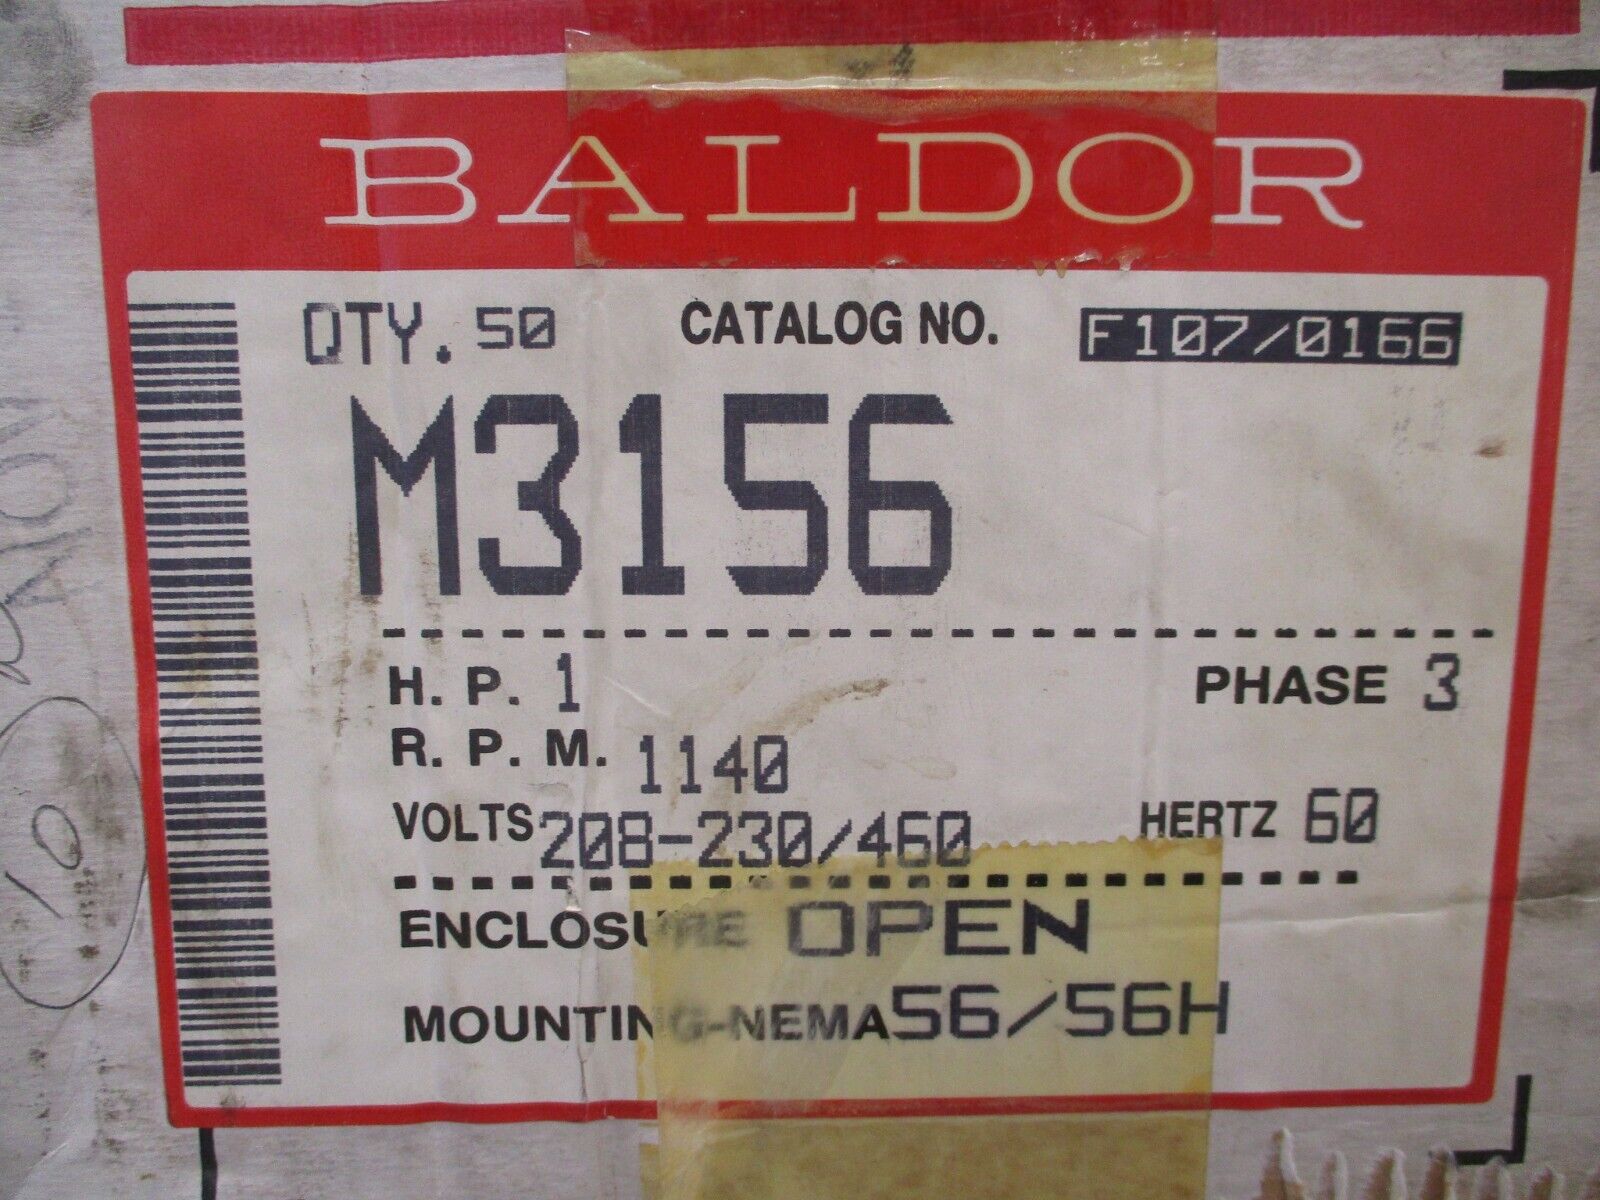 BALDOR
QTY. 50 CATALOG NO. F107/0166
M3156
H. P. 1 PHASE 3
R. P. M. 1140
VOLTS 208-230/460 HERTZ 60
ENCLOSURE OPEN
MOUNTING-NEMA 56/56H
10